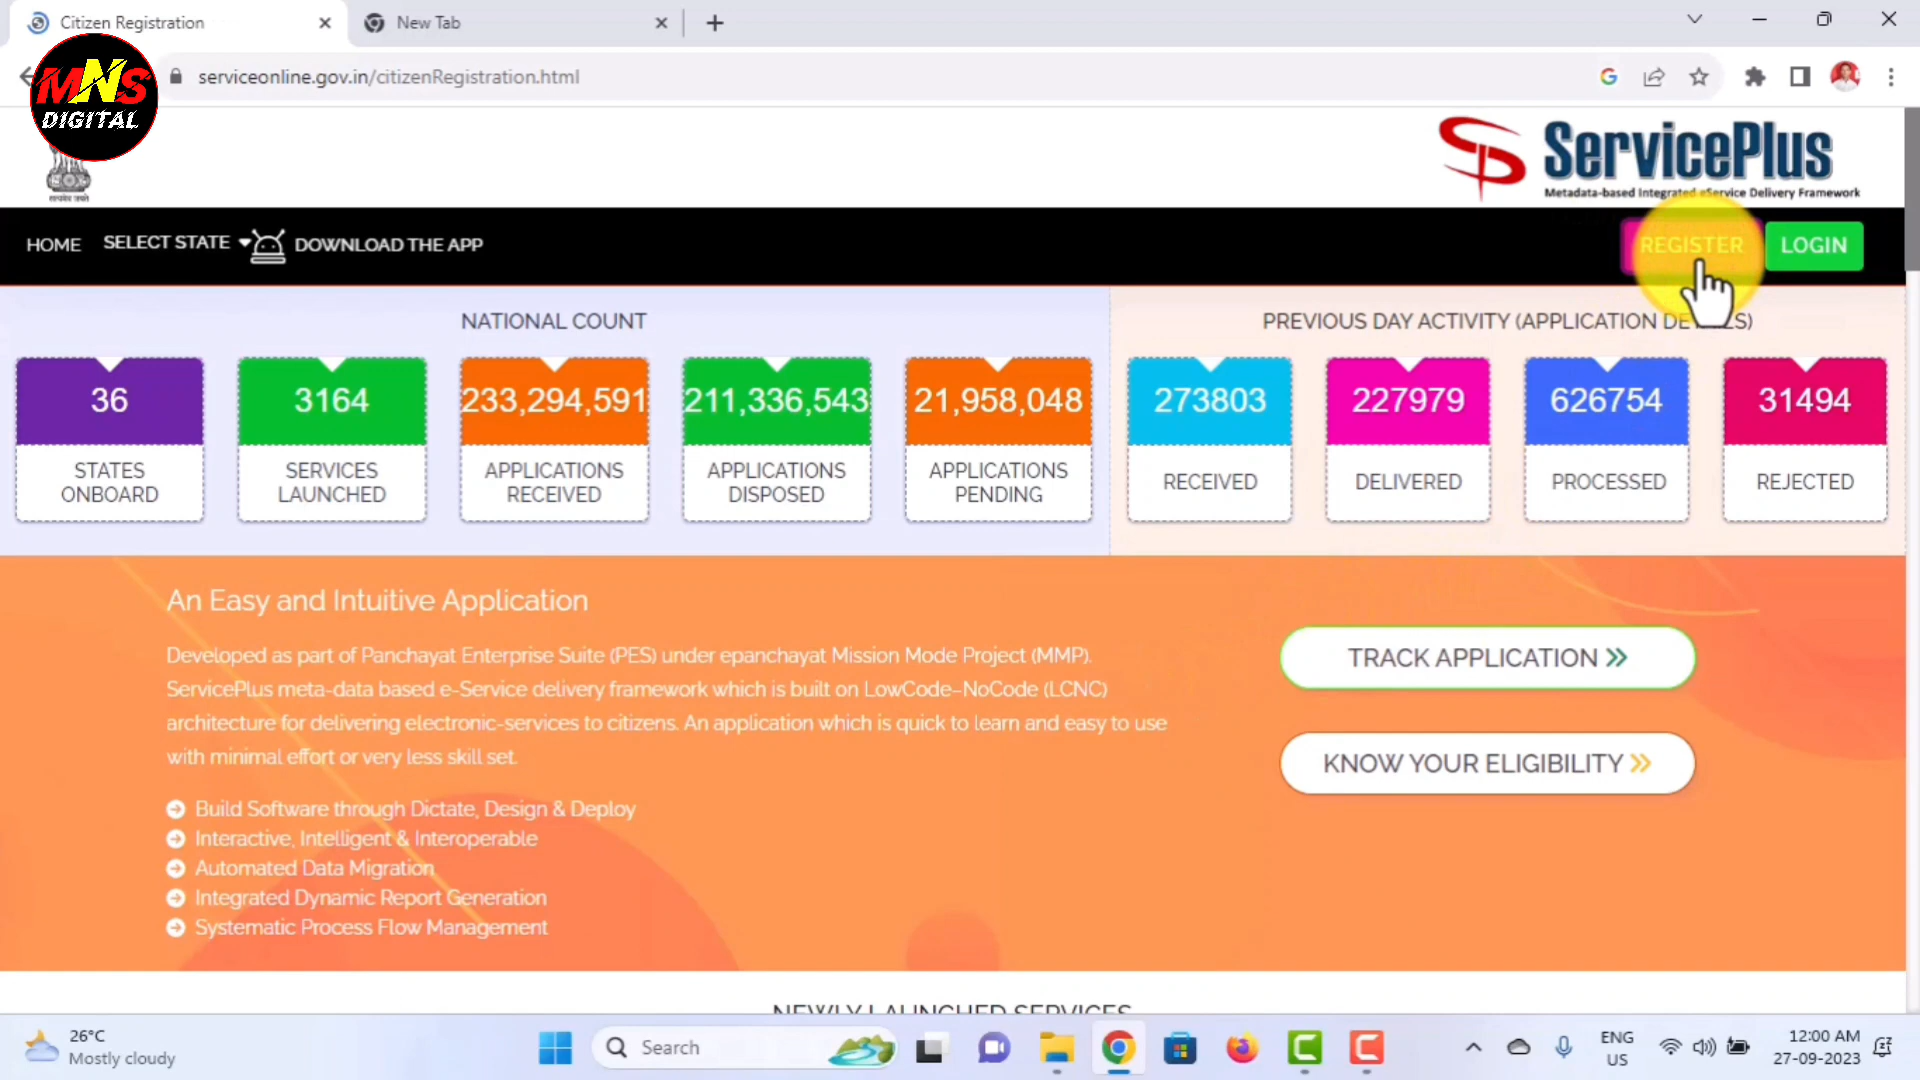 Citizen Registration
New Tab
serviceonline.gov.in/citizenRegistration.html
MNS
DIGITAL
सत्यमेव जयते
ServicePlus
Metadata-based Integrated eService Delivery Framework
HOME
SELECT STATE
DOWNLOAD THE APP
REGISTER
LOGIN
NATIONAL COUNT
36
STATES
ONBOARD
3164
SERVICES
LAUNCHED
233,294,591
APPLICATIONS
RECEIVED
211,336,543
APPLICATIONS
DISPOSED
21,958,048
APPLICATIONS
PENDING
PREVIOUS DAY ACTIVITY (APPLICATION DETAILS)
273803
RECEIVED
227979
DELIVERED
626754
PROCESSED
31494
REJECTED
An Easy and Intuitive Application
Developed as part of Panchayat Enterprise Suite (PES) under epanchayat Mission Mode Project (MMP).
ServicePlus meta-data based e-Service delivery framework which is built on LowCode-NoCode (LCNC)
architecture for delivering electronic-services to citizens. An application which is quick to learn and easy to use
with minimal effort or very less skill set.
Build Software through Dictate, Design & Deploy
Interactive, Intelligent & Interoperable
Automated Data Migration
Integrated Dynamic Report Generation
Systematic Process Flow Management
TRACK APPLICATION
KNOW YOUR ELIGIBILITY
NEWLY LAUNCHED SERVICES
26°C
Mostly cloudy
Search
ENG
US
12:00 AM
27-09-2023